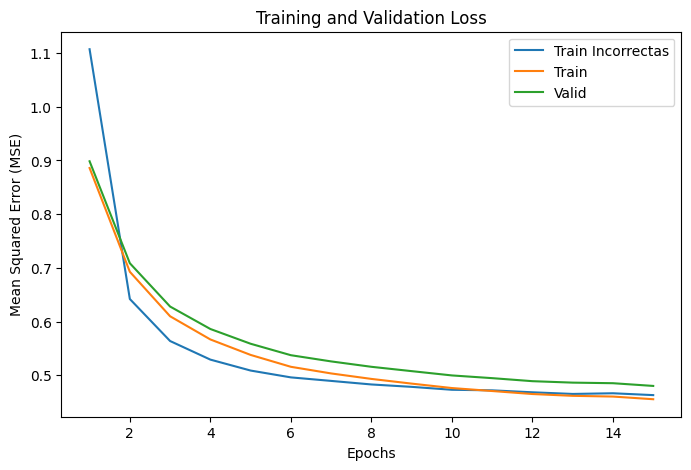 Training and Validation Loss
Train Incorrectas
Train
Valid
Mean Squared Error (MSE)
1.1
1.0
0.9
0.8
0.7
0.6
0.5
2 4 6 8 10 12 14
Epochs